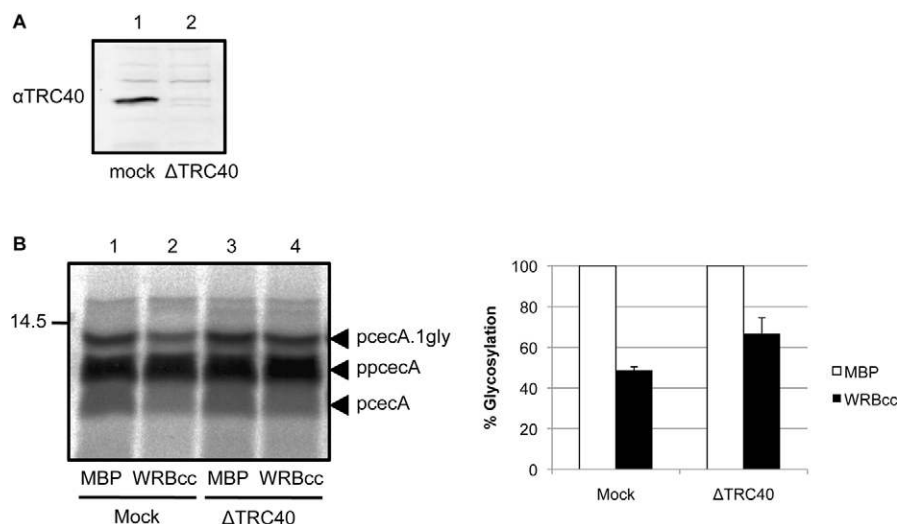 A
1 2
αTRC40
mock ΔTRC40
B
1 2 3 4
14.5
pcecA.1gly
ppcecA
pcecA
MBP WRBcc MBP WRBcc
Mock ΔTRC40
% Glycosylation
100
80
60
40
20
0
Mock ΔTRC40
MBP
WRBcc